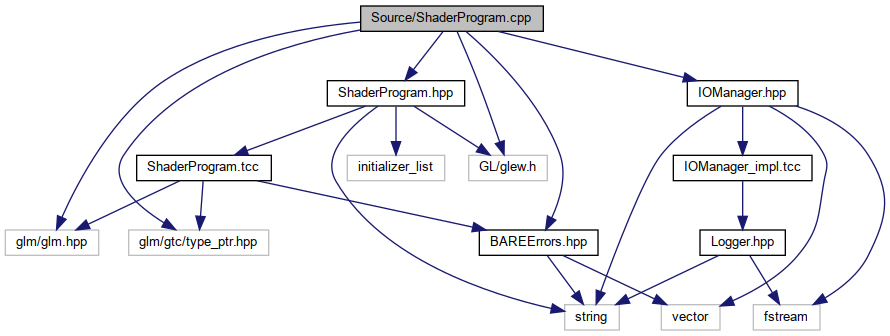 Source/ShaderProgram.cpp
ShaderProgram.hpp
IOManager.hpp
ShaderProgram.tcc
initializer_list
GL/glew.h
IOManager_impl.tcc
glm/glm.hpp
glm/gtc/type_ptr.hpp
BAREErrors.hpp
Logger.hpp
string
vector
fstream